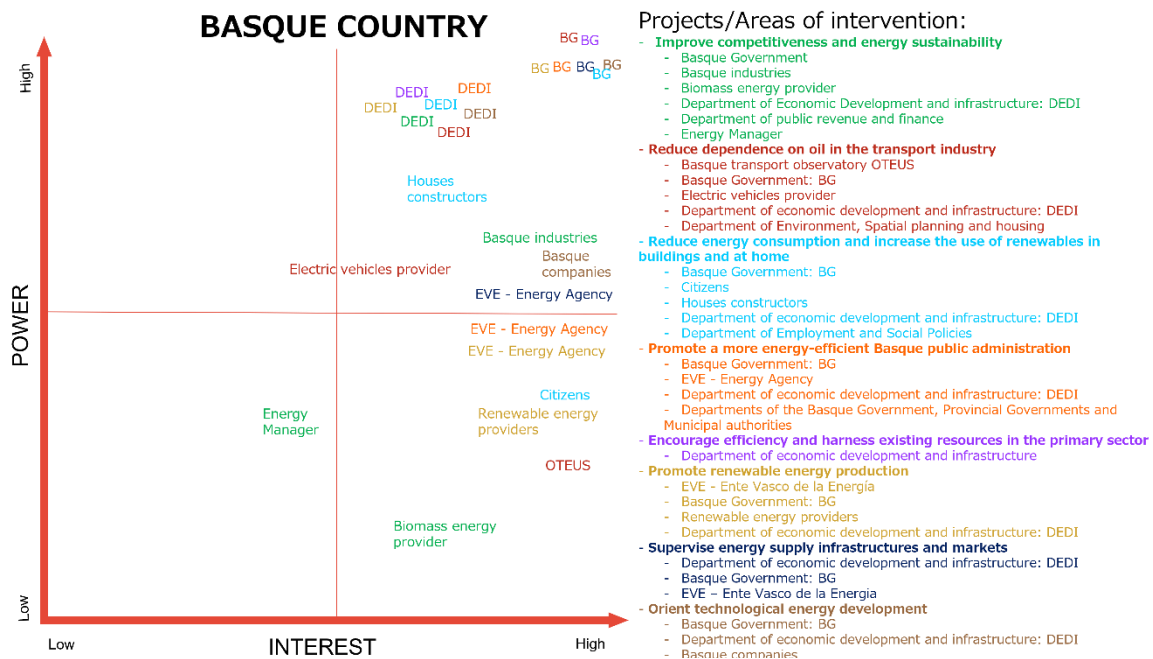 BASQUE COUNTRY
High
POWER
Low
Low
INTEREST
High
BG
BG
BG
BG
BG
BG
BG
DEDI
DEDI
DEDI
DEDI
DEDI
DEDI
DEDI
Houses
constructors
Basque industries
Electric vehicles provider
Basque
companies
EVE - Energy Agency
EVE - Energy Agency
EVE - Energy Agency
Citizens
Energy
Manager
Renewable energy
providers
OTEUS
Biomass energy
provider
Projects/Areas of intervention:
- Improve competitiveness and energy sustainability
- Basque Government
- Basque industries
- Biomass energy provider
- Department of Economic Development and infrastructure: DEDI
- Department of public revenue and finance
- Energy Manager
- Reduce dependence on oil in the transport industry
- Basque transport observatory OTEUS
- Basque Government: BG
- Electric vehicles provider
- Department of economic development and infrastructure: DEDI
- Department of Environment, Spatial planning and housing
- Reduce energy consumption and increase the use of renewables in
buildings and at home
- Basque Government: BG
- Citizens
- Houses constructors
- Department of economic development and infrastructure: DEDI
- Department of Employment and Social Policies
- Promote a more energy-efficient Basque public administration
- Basque Government: BG
- EVE - Energy Agency
- Department of economic development and infrastructure: DEDI
- Departments of the Basque Government, Provincial Governments and
Municipal authorities
- Encourage efficiency and harness existing resources in the primary sector
- Department of economic development and infrastructure
- Promote renewable energy production
- EVE - Ente Vasco de la Energía
- Basque Government: BG
- Renewable energy providers
- Department of economic development and infrastructure: DEDI
- Supervise energy supply infrastructures and markets
- Department of economic development and infrastructure: DEDI
- Basque Government: BG
- EVE – Ente Vasco de la Energia
- Orient technological energy development
- Basque Government: BG
- Department of economic development and infrastructure: DEDI
- Basque companies